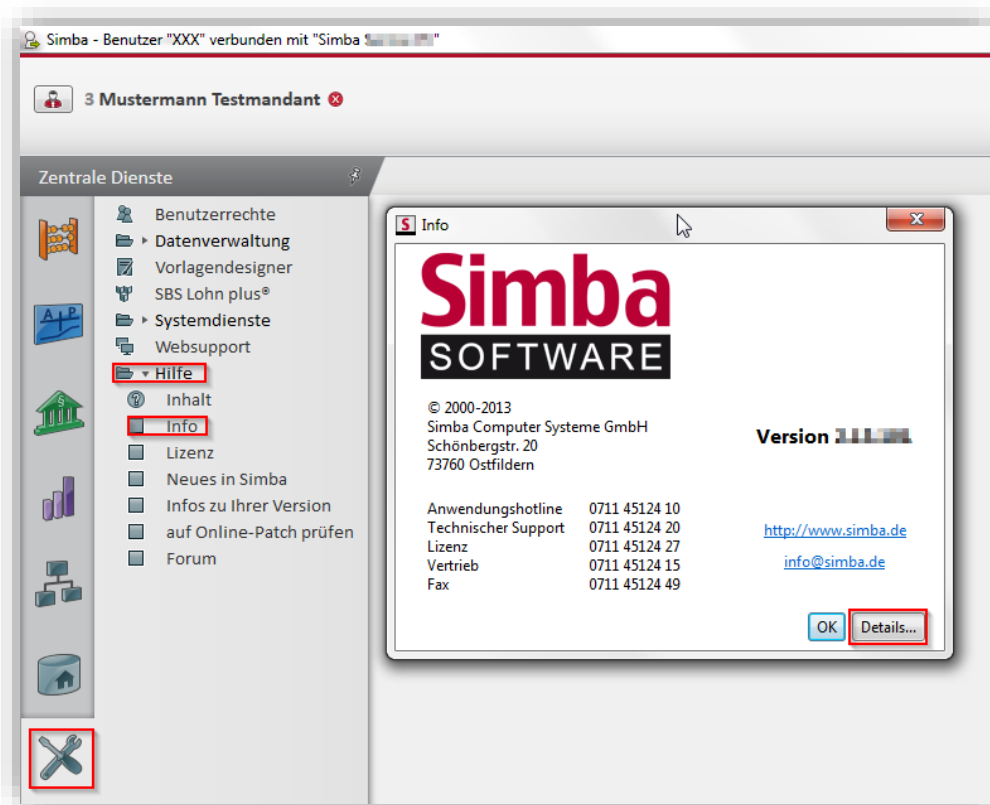 Simba - Benutzer "XXX" verbunden mit "Simba "
3 Mustermann Testmandant
Zentrale Dienste
Benutzerrechte
Datenverwaltung
Vorlagendesigner
SBS Lohn plus®
Systemdienste
Websupport
Hilfe
Inhalt
Info
Lizenz
Neues in Simba
Infos zu Ihrer Version
auf Online-Patch prüfen
Forum
A P
§
S Info
Simba
SOFTWARE
© 2000-2013
Simba Computer Systeme GmbH
Schönbergstr. 20
73760 Ostfildern
Version
Anwendungshotline 0711 45124 10
Technischer Support 0711 45124 20
Lizenz 0711 45124 27
Vertrieb 0711 45124 15
Fax 0711 45124 49
http://www.simba.de
info@simba.de
OK
Details...